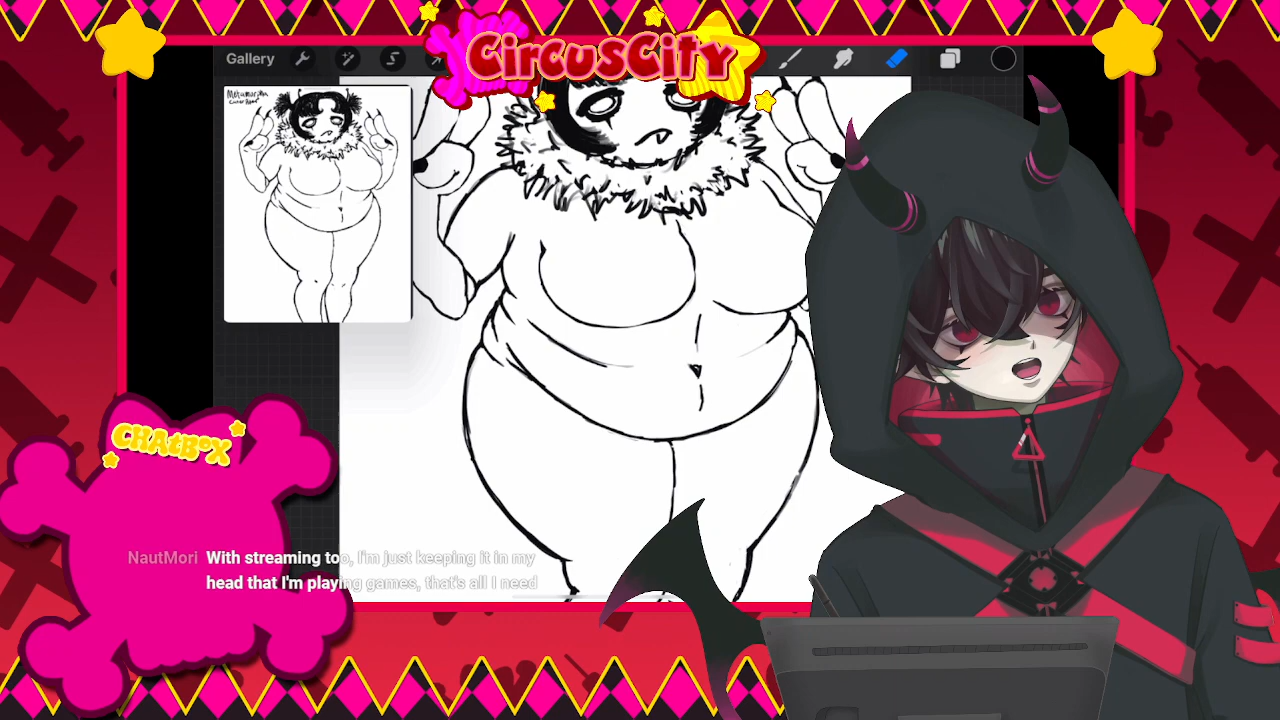 CircusCity
Gallery
CHAtBoX
NautMori With streaming too, I'm just keeping it in my
head that I'm playing games, that's all I need